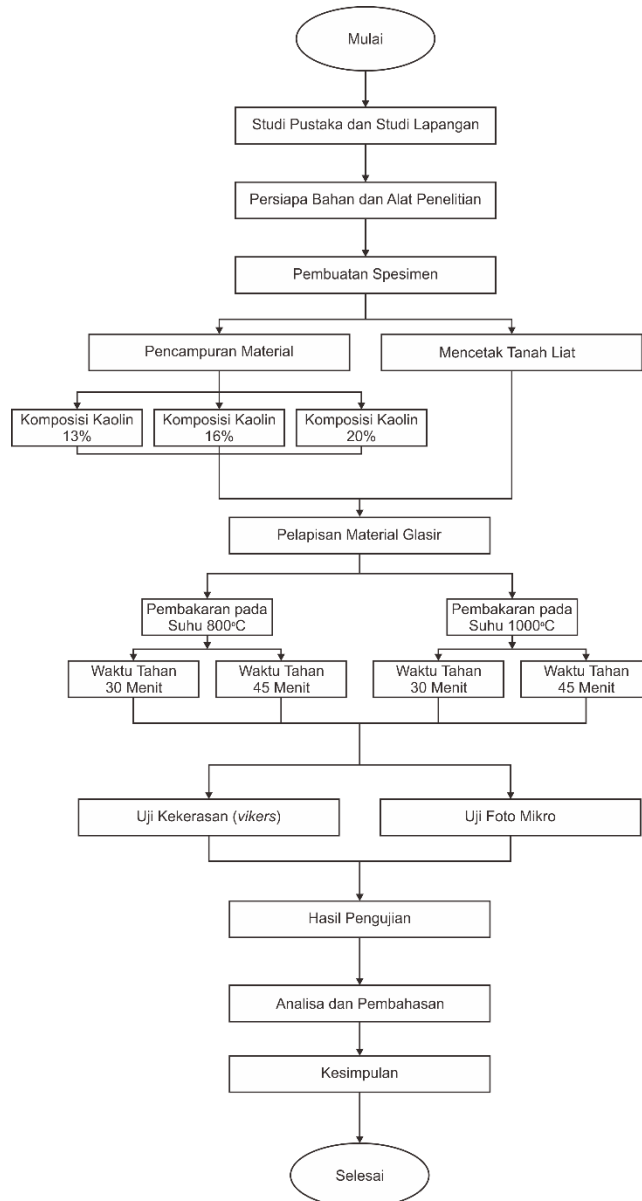 Mulai
Studi Pustaka dan Studi Lapangan
Persiapa Bahan dan Alat Penelitian
Pembuatan Spesimen
Pencampuran Material
Mencetak Tanah Liat
Komposisi Kaolin
13%
Komposisi Kaolin
16%
Komposisi Kaolin
20%
Pelapisan Material Glasir
Pembakaran pada
Suhu 800°C
Pembakaran pada
Suhu 1000°C
Waktu Tahan
30 Menit
Waktu Tahan
45 Menit
Waktu Tahan
30 Menit
Waktu Tahan
45 Menit
Uji Kekerasan (vikers)
Uji Foto Mikro
Hasil Pengujian
Analisa dan Pembahasan
Kesimpulan
Selesai